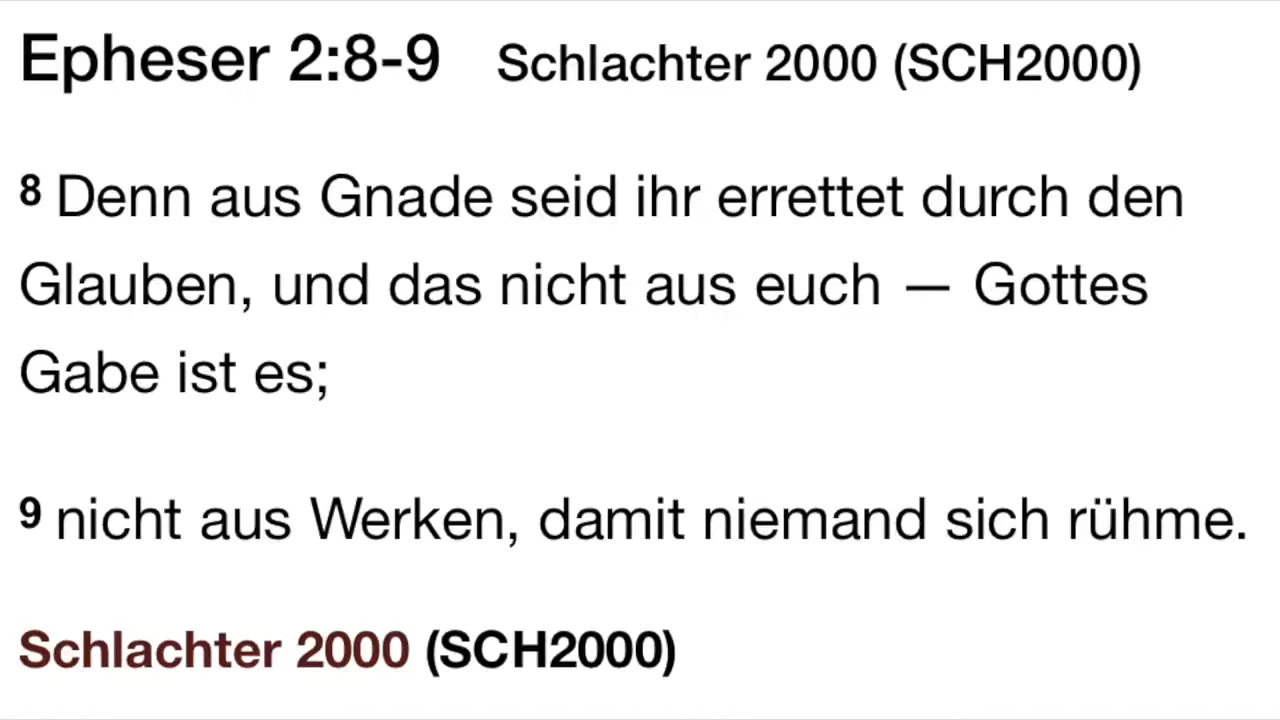 Epheser 2:8-9 Schlachter 2000 (SCH2000)
8 Denn aus Gnade seid ihr errettet durch den
Glauben, und das nicht aus euch — Gottes
Gabe ist es;
9 nicht aus Werken, damit niemand sich rühme.
Schlachter 2000 (SCH2000)